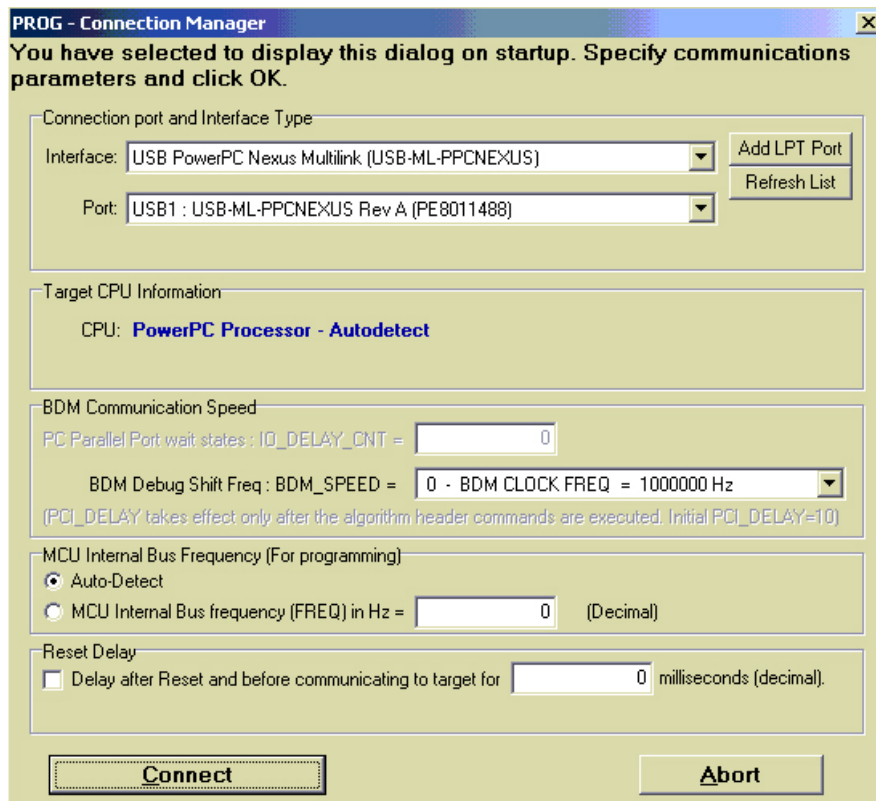 PROG - Connection Manager
You have selected to display this dialog on startup. Specify communications
parameters and click OK.
Connection port and Interface Type
Interface: USB PowerPC Nexus Multilink (USB-ML-PPCNEXUS)
Add LPT Port
Refresh List
Port: USB1 : USB-ML-PPCNEXUS Rev A (PE8011488)
Target CPU Information
CPU: PowerPC Processor - Autodetect
BDM Communication Speed
PC Parallel Port wait states : IO_DELAY_CNT = 0
BDM Debug Shift Freq : BDM_SPEED = 0 - BDM CLOCK FREQ = 1000000 Hz
(PCI_DELAY takes effect only after the algorithm header commands are executed. Initial PCI_DELAY=10)
MCU Internal Bus Frequency (For programming)
Auto-Detect
MCU Internal Bus frequency (FREQ) in Hz = 0 (Decimal)
Reset Delay
Delay after Reset and before communicating to target for 0 milliseconds (decimal).
Connect Abort